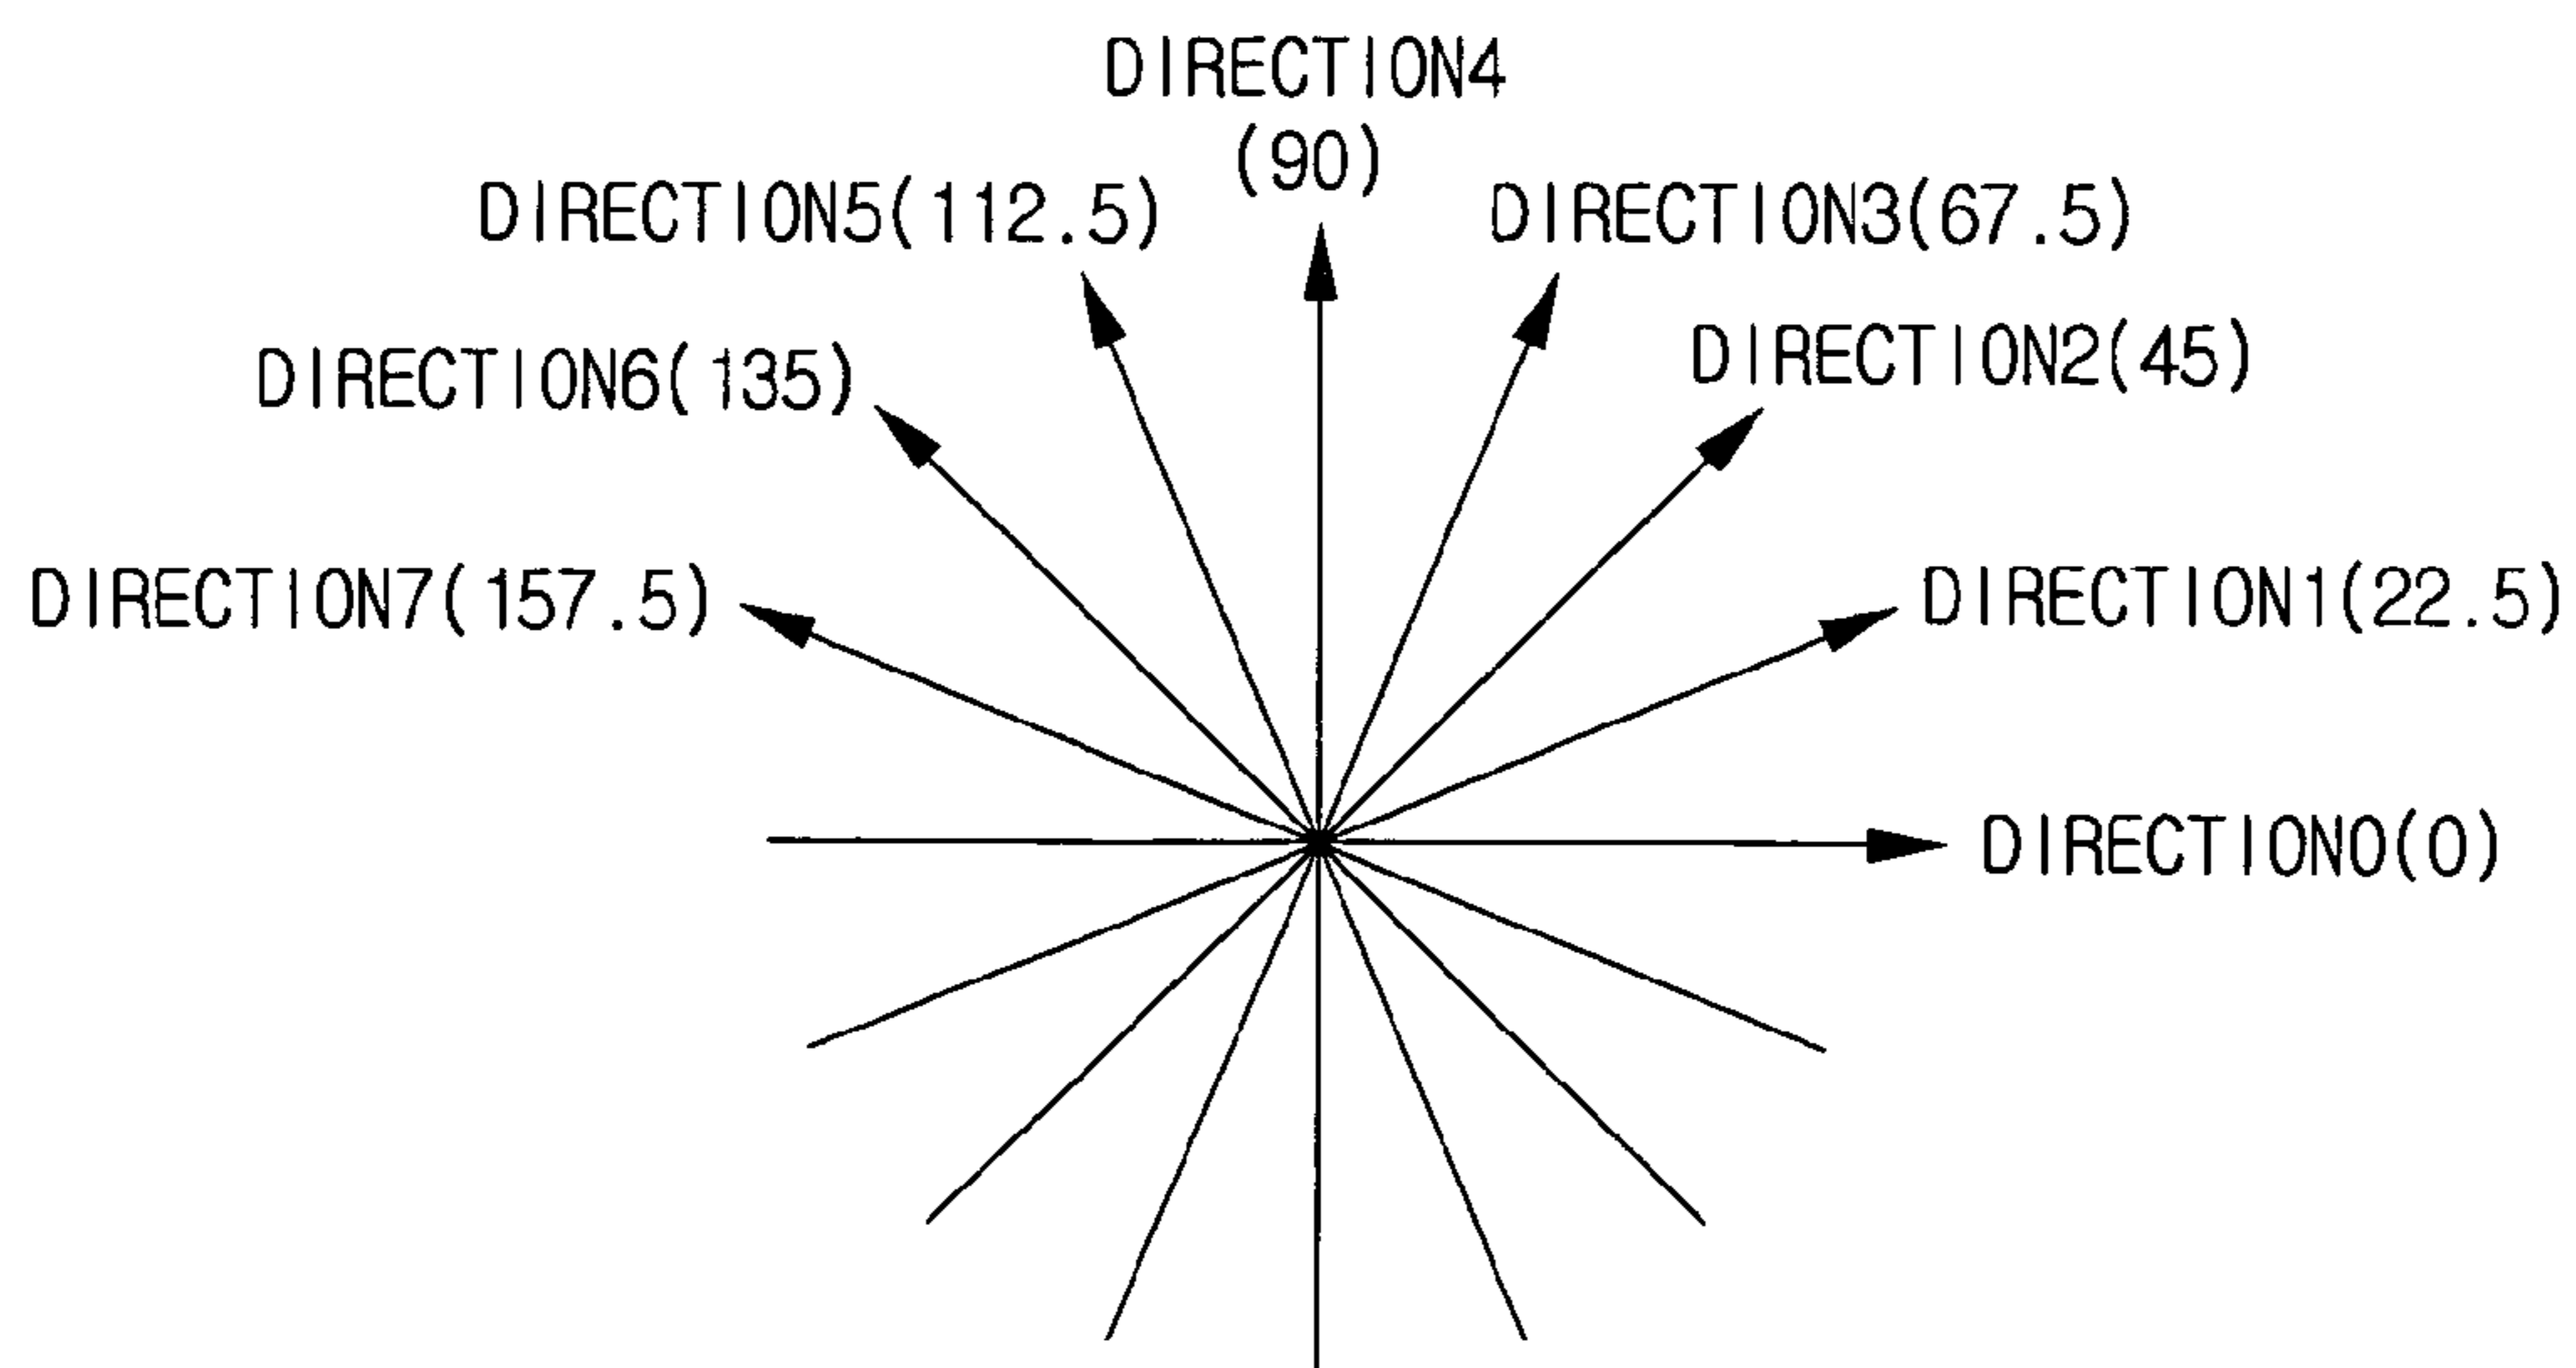 DIRECTION4
(90)
DIRECTION5(112.5)
DIRECTION3(67.5)
DIRECTION6(135)
DIRECTION2(45)
DIRECTION7(157.5)
DIRECTION1(22.5)
DIRECTION0(0)